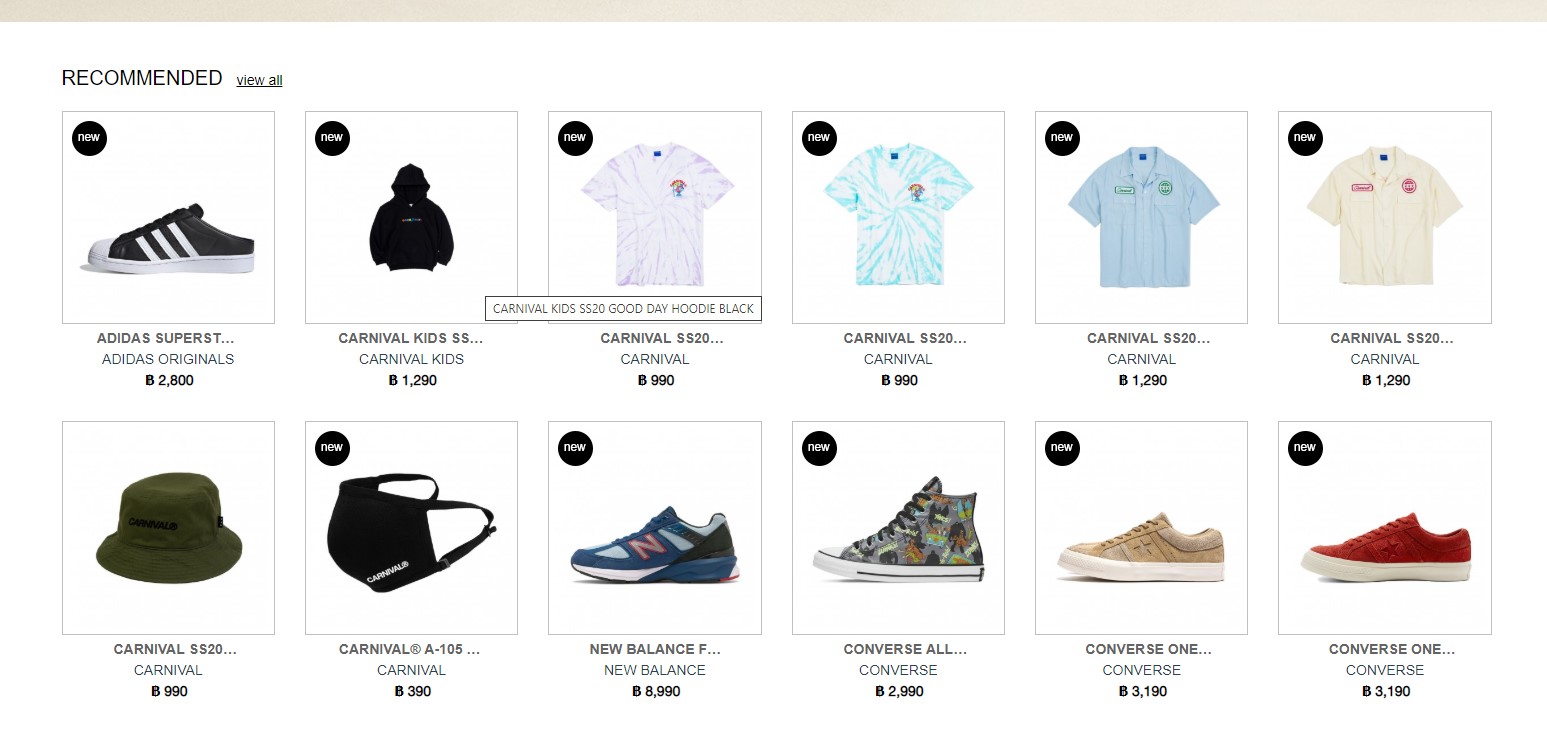 RECOMMENDED view all
new new new new new new
CARNIVAL KIDS SS20 GOOD DAY HOODIE BLACK
ADIDAS SUPERST... CARNIVAL KIDS SS... CARNIVAL SS20... CARNIVAL SS20... CARNIVAL SS20... CARNIVAL SS20...
ADIDAS ORIGINALS CARNIVAL KIDS CARNIVAL CARNIVAL CARNIVAL CARNIVAL
฿ 2,800 ฿ 1,290 ฿ 990 ฿ 990 ฿ 1,290 ฿ 1,290
new new new new new
CARNIVAL®
CARNIVAL®
CARNIVAL SS20... CARNIVAL® A-105 ... NEW BALANCE F... CONVERSE ALL... CONVERSE ONE... CONVERSE ONE...
CARNIVAL CARNIVAL NEW BALANCE CONVERSE CONVERSE CONVERSE
฿ 990 ฿ 390 ฿ 8,990 ฿ 2,990 ฿ 3,190 ฿ 3,190